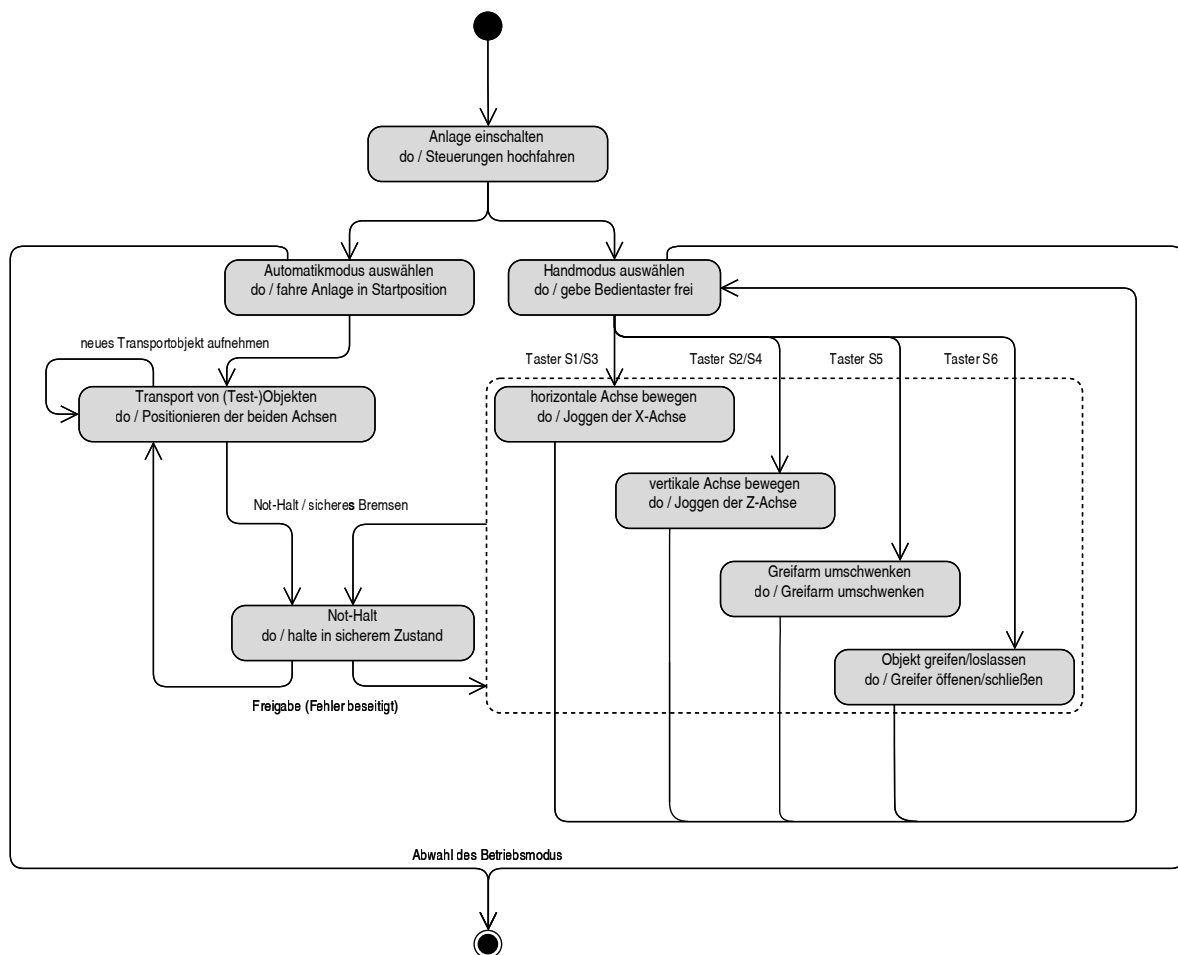 Anlage einschalten
do / Steuerungen hochfahren
Automatikmodus auswählen
do / fahre Anlage in Startposition
Handmodus auswählen
do / gebe Bedientaster frei
neues Transportobjekt aufnehmen
Taster S1/S3
Taster S2/S4
Taster S5
Taster S6
Transport von (Test-)Objekten
do / Positionieren der beiden Achsen
horizontale Achse bewegen
do / Joggen der X-Achse
vertikale Achse bewegen
do / Joggen der Z-Achse
Not-Halt / sicheres Bremsen
Greifarm umschwenken
do / Greifarm umschwenken
Not-Halt
do / halte in sicherem Zustand
Objekt greifen/loslassen
do / Greifer öffenen/schließen
Freigabe (Fehler beseitigt)
Abwahl des Betriebsmodus